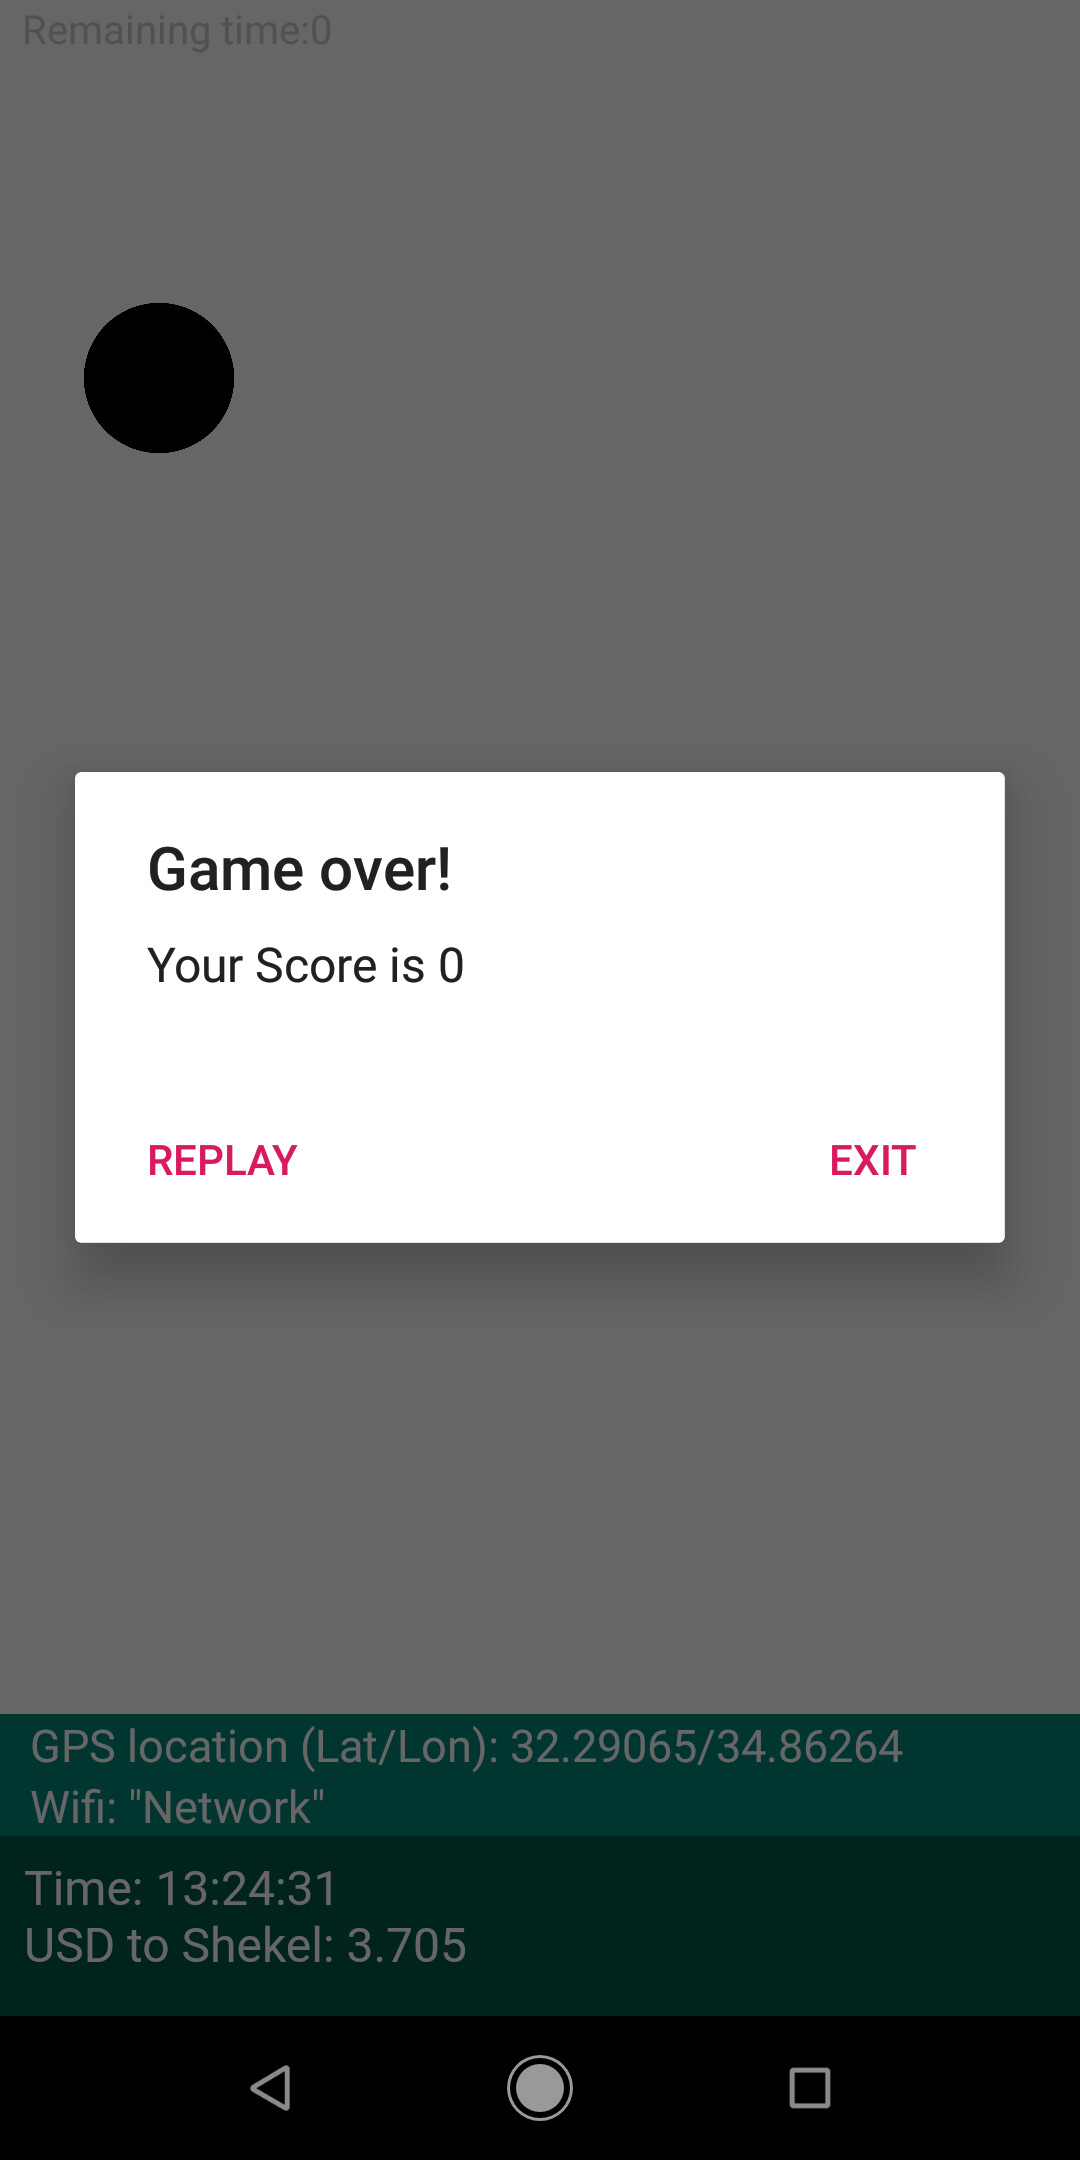 Remaining time:0
Game over!
Your Score is 0
REPLAY
EXIT
GPS location (Lat/Lon): 32.29065/34.86264
Wifi: "Network"
Time: 13:24:31
USD to Shekel: 3.705